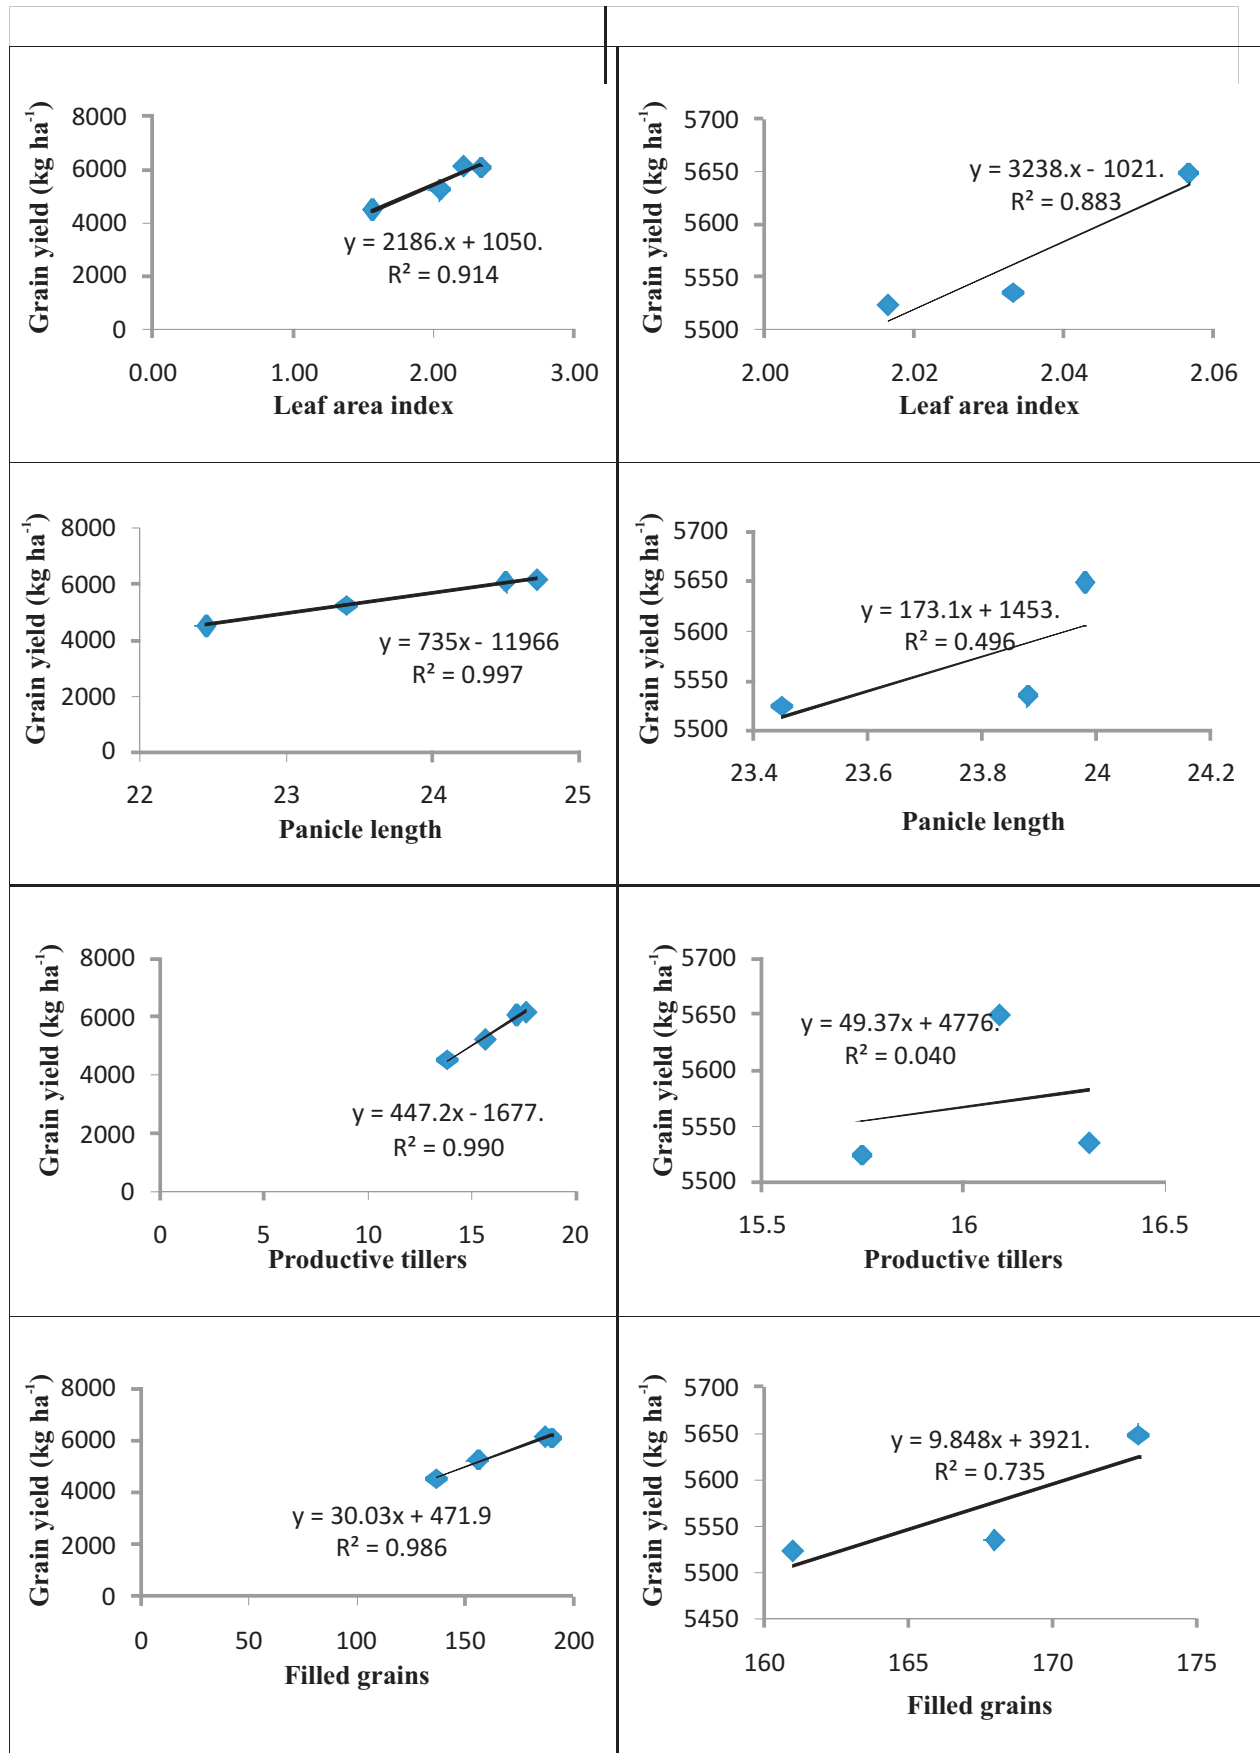 Grain yield (kg ha⁻¹)
8000
6000
4000
2000
0
y = 2186.x + 1050.
R² = 0.914
0.00 1.00 2.00 3.00
Leaf area index
Grain yield (kg ha⁻¹)
5700
5650
5600
5550
5500
y = 3238.x - 1021.
R² = 0.883
2.00 2.02 2.04 2.06
Leaf area index
Grain yield (kg ha⁻¹)
8000
6000
4000
2000
0
y = 735x - 11966
R² = 0.997
22 23 24 25
Panicle length
Grain yield (kg ha⁻¹)
5700
5650
5600
5550
5500
y = 173.1x + 1453.
R² = 0.496
23.4 23.6 23.8 24 24.2
Panicle length
Grain yield (kg ha⁻¹)
8000
6000
4000
2000
0
y = 447.2x - 1677.
R² = 0.990
0 5 10 15 20
Productive tillers
Grain yield (kg ha⁻¹)
5700
5650
5600
5550
5500
y = 49.37x + 4776.
R² = 0.040
15.5 16 16.5
Productive tillers
Grain yield (kg ha⁻¹)
8000
6000
4000
2000
0
y = 30.03x + 471.9
R² = 0.986
0 50 100 150 200
Filled grains
Grain yield (kg ha⁻¹)
5700
5650
5600
5550
5500
5450
y = 9.848x + 3921.
R² = 0.735
160 165 170 175
Filled grains